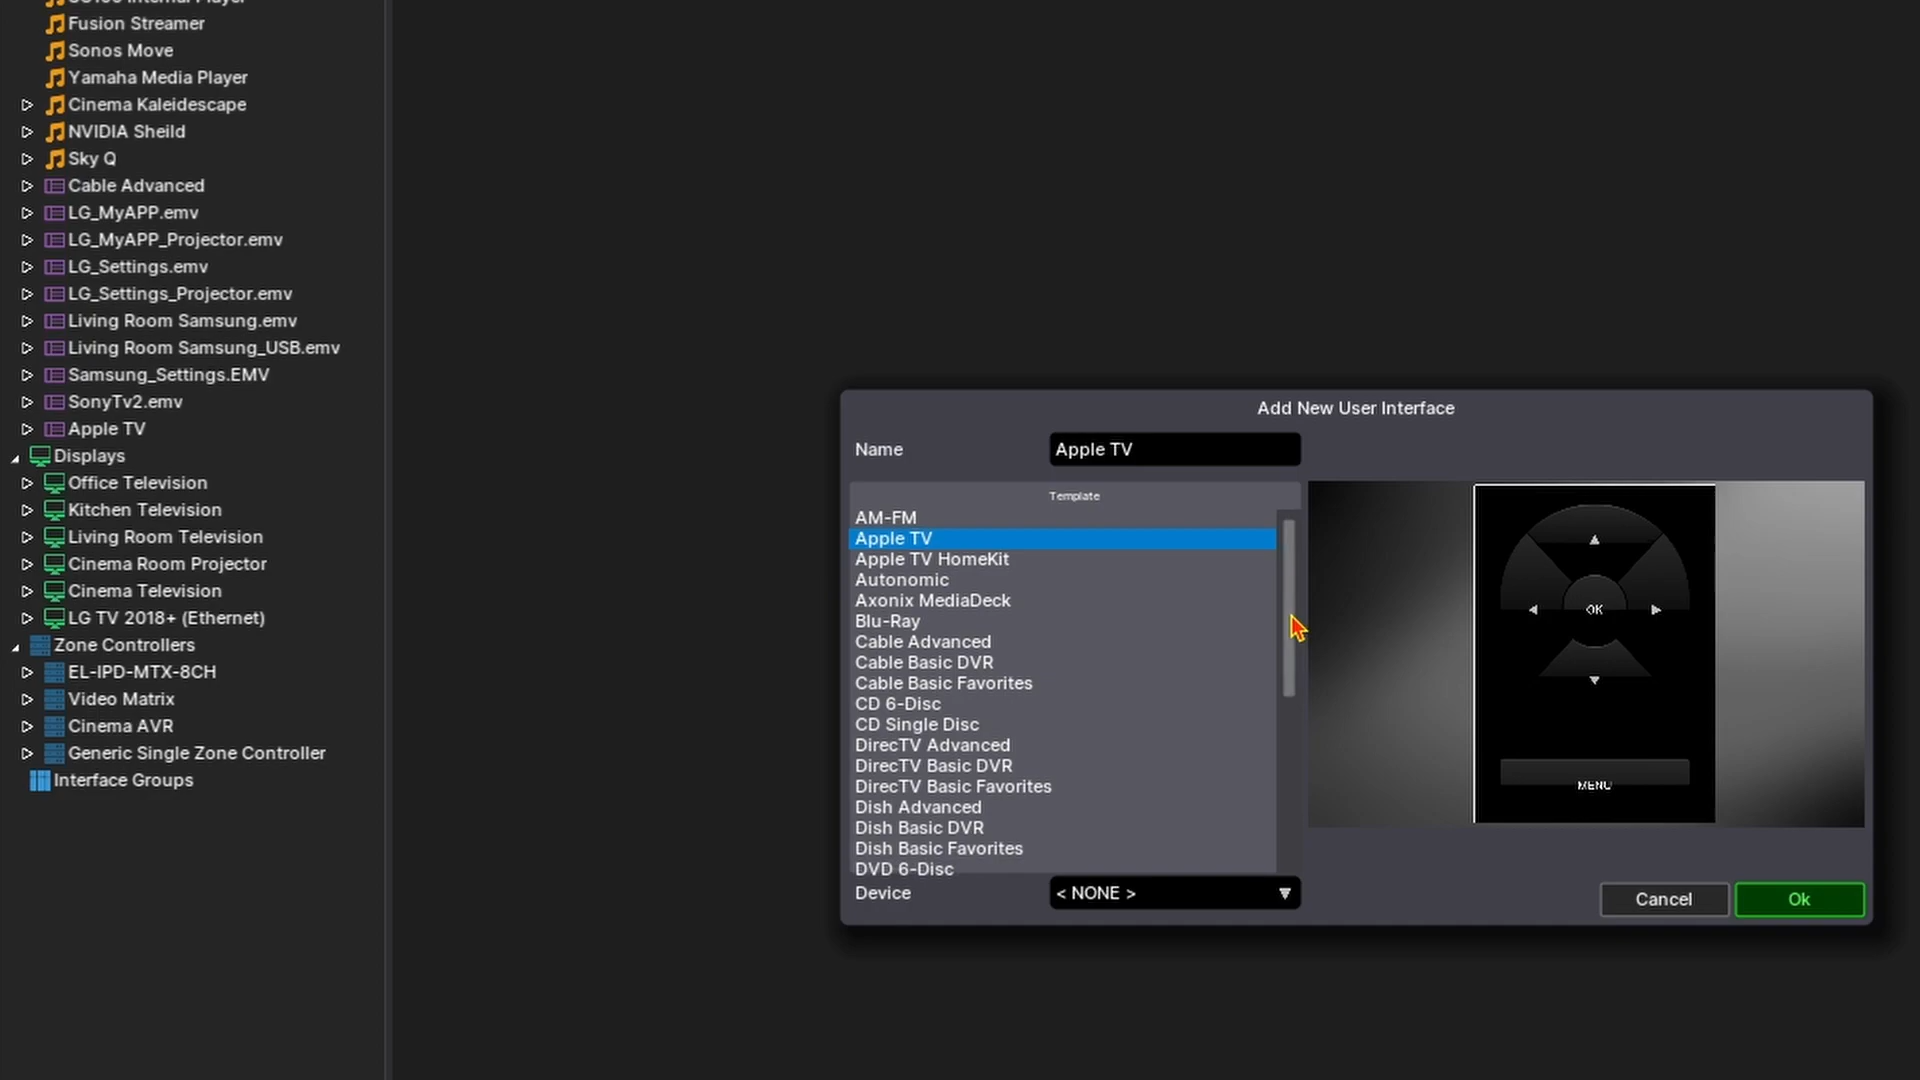 Fusion Streamer
Sonos Move
Yamaha Media Player
Cinema Kaleidescape
NVIDIA Sheild
Sky Q
Cable Advanced
LG_MyAPP.emv
LG_MyAPP_Projector.emv
LG_Settings.emv
LG_Settings_Projector.emv
Living Room Samsung.emv
Living Room Samsung_USB.emv
Samsung_Settings.EMV
SonyTv2.emv
Apple TV
Displays
Office Television
Kitchen Television
Living Room Television
Cinema Room Projector
Cinema Television
LG TV 2018+ (Ethernet)
Zone Controllers
EL-IPD-MTX-8CH
Video Matrix
Cinema AVR
Generic Single Zone Controller
Interface Groups
Add New User Interface
Name
Apple TV
Template
AM-FM
Apple TV
Apple TV HomeKit
Autonomic
Axonix MediaDeck
Blu-Ray
Cable Advanced
Cable Basic DVR
Cable Basic Favorites
CD 6-Disc
CD Single Disc
DirecTV Advanced
DirecTV Basic DVR
DirecTV Basic Favorites
Dish Advanced
Dish Basic DVR
Dish Basic Favorites
DVD 6-Disc
Device
< NONE >
OK
MENU
Cancel
Ok